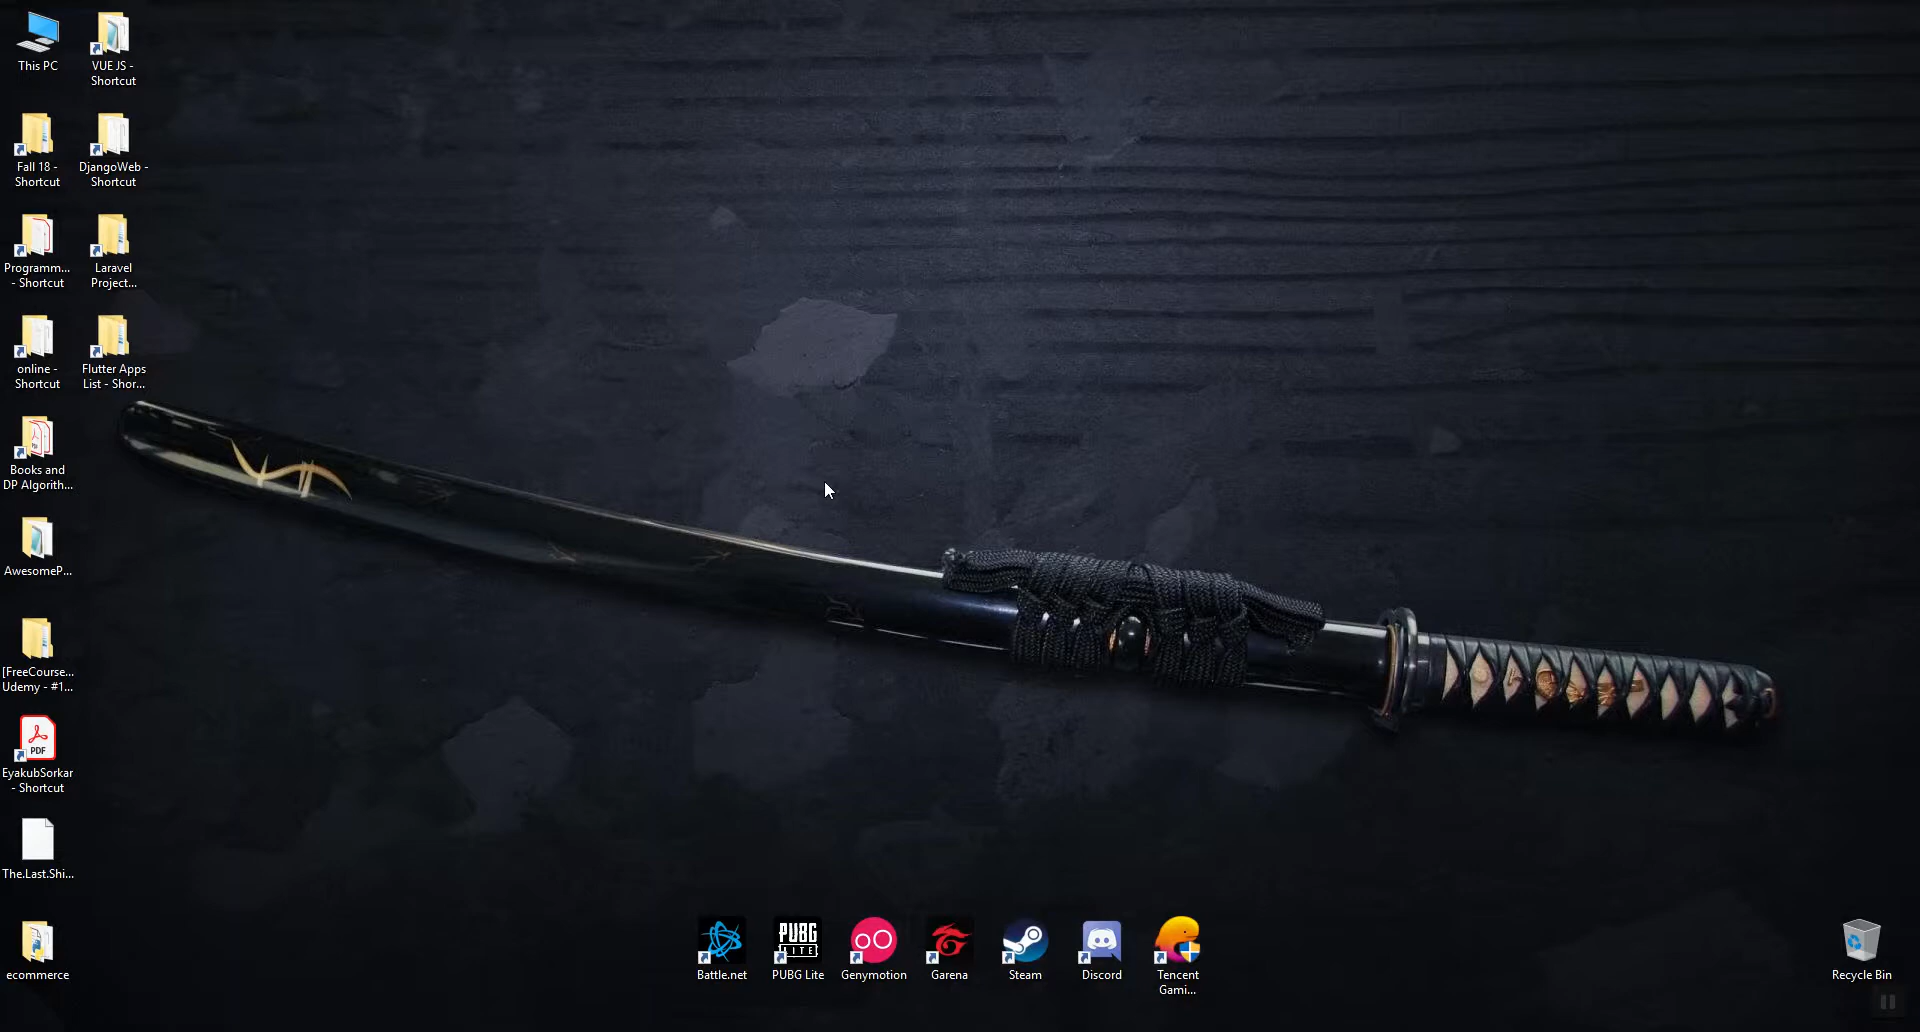 This PC
VUE JS -
Shortcut
Fall 18 -
Shortcut
DjangoWeb -
Shortcut
Programm...
- Shortcut
Laravel
Project...
online -
Shortcut
Flutter Apps
List - Shor...
Books and
DP Algorith...
PDF
AwesomeP...
[FreeCourse...
Udemy - #1...
PDF
EyakubSorkar
- Shortcut
The.Last.Shi...
ecommerce
Battle.net
PUBG
LITE
PUBG Lite
Genymotion
Garena
Steam
Discord
Tencent
Gami...
Recycle Bin